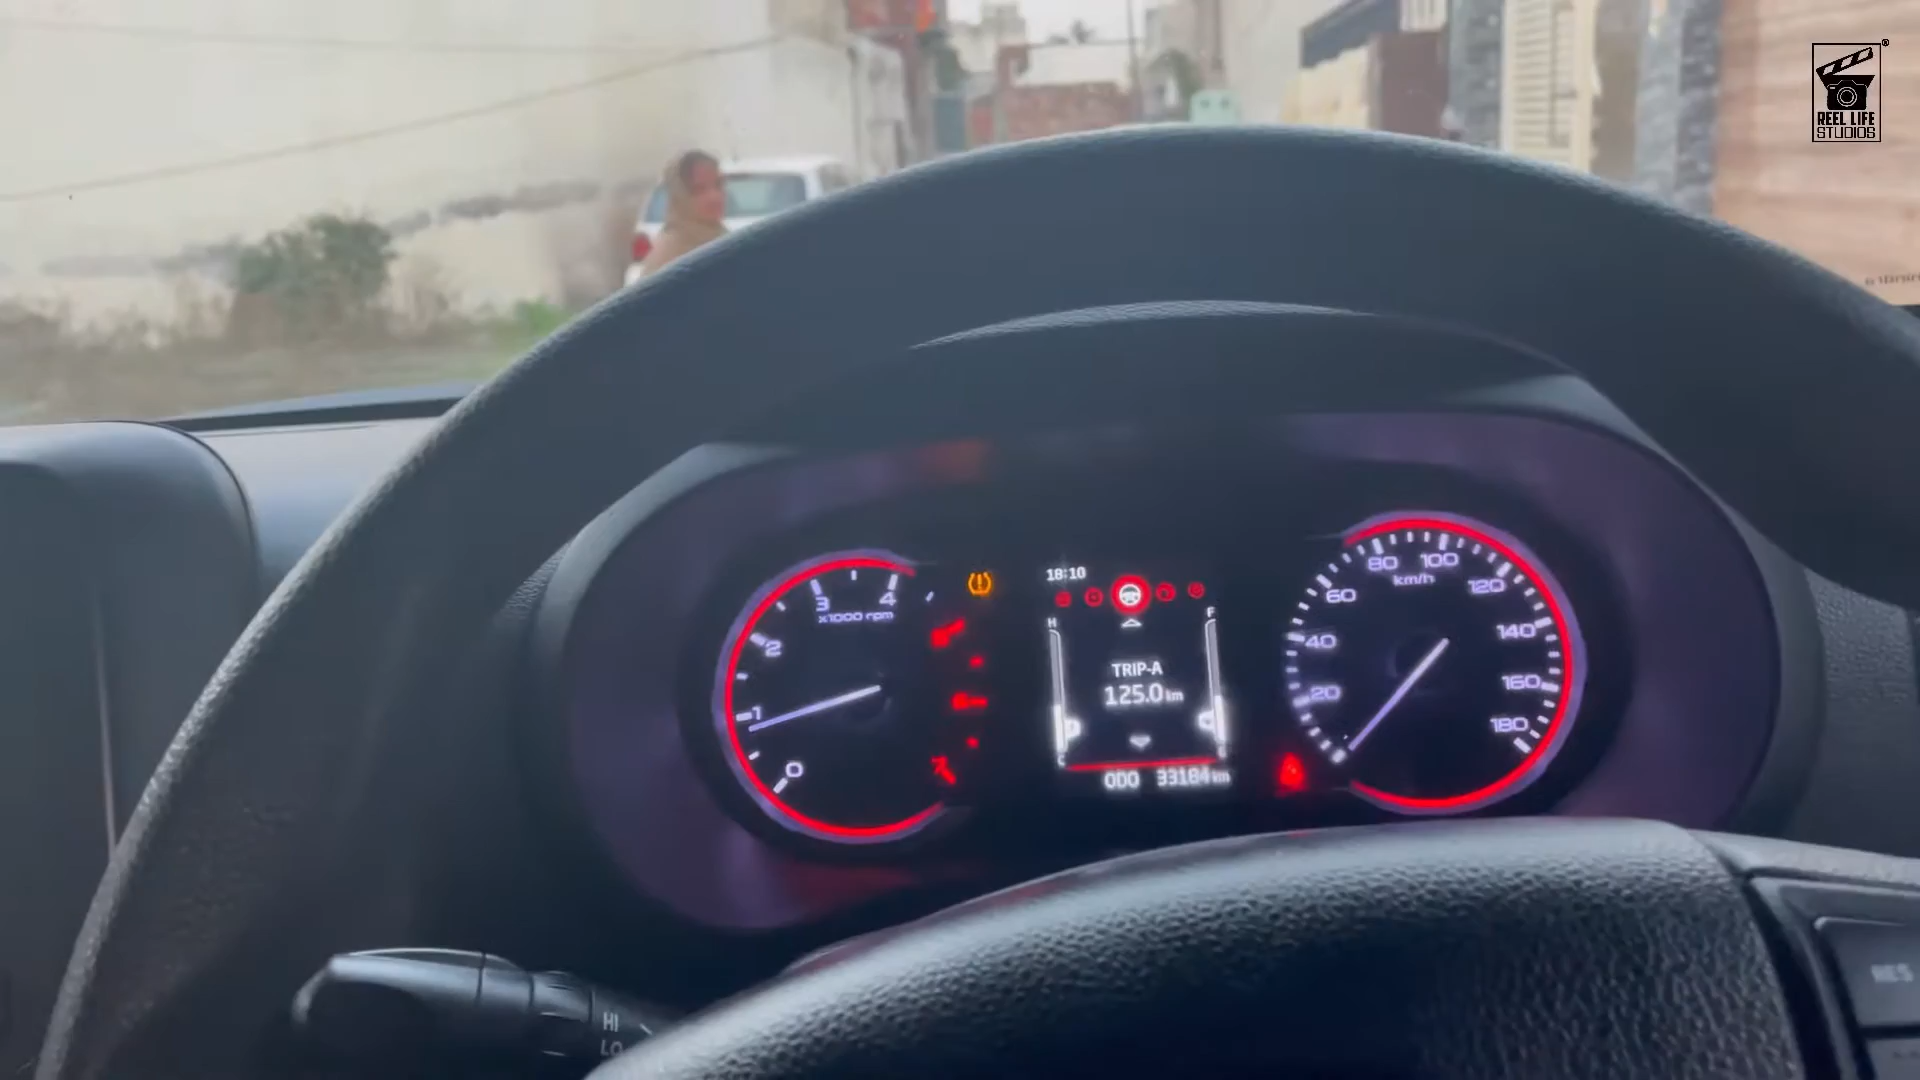 REEL LIFE
STUDIOS
18:10
H
F
TRIP-A
125.0 km
C
ODO 33184 km
0
1
2
3
4
x1000 rpm
20
40
60
80
100
120
140
160
180
km/h
HI
LO